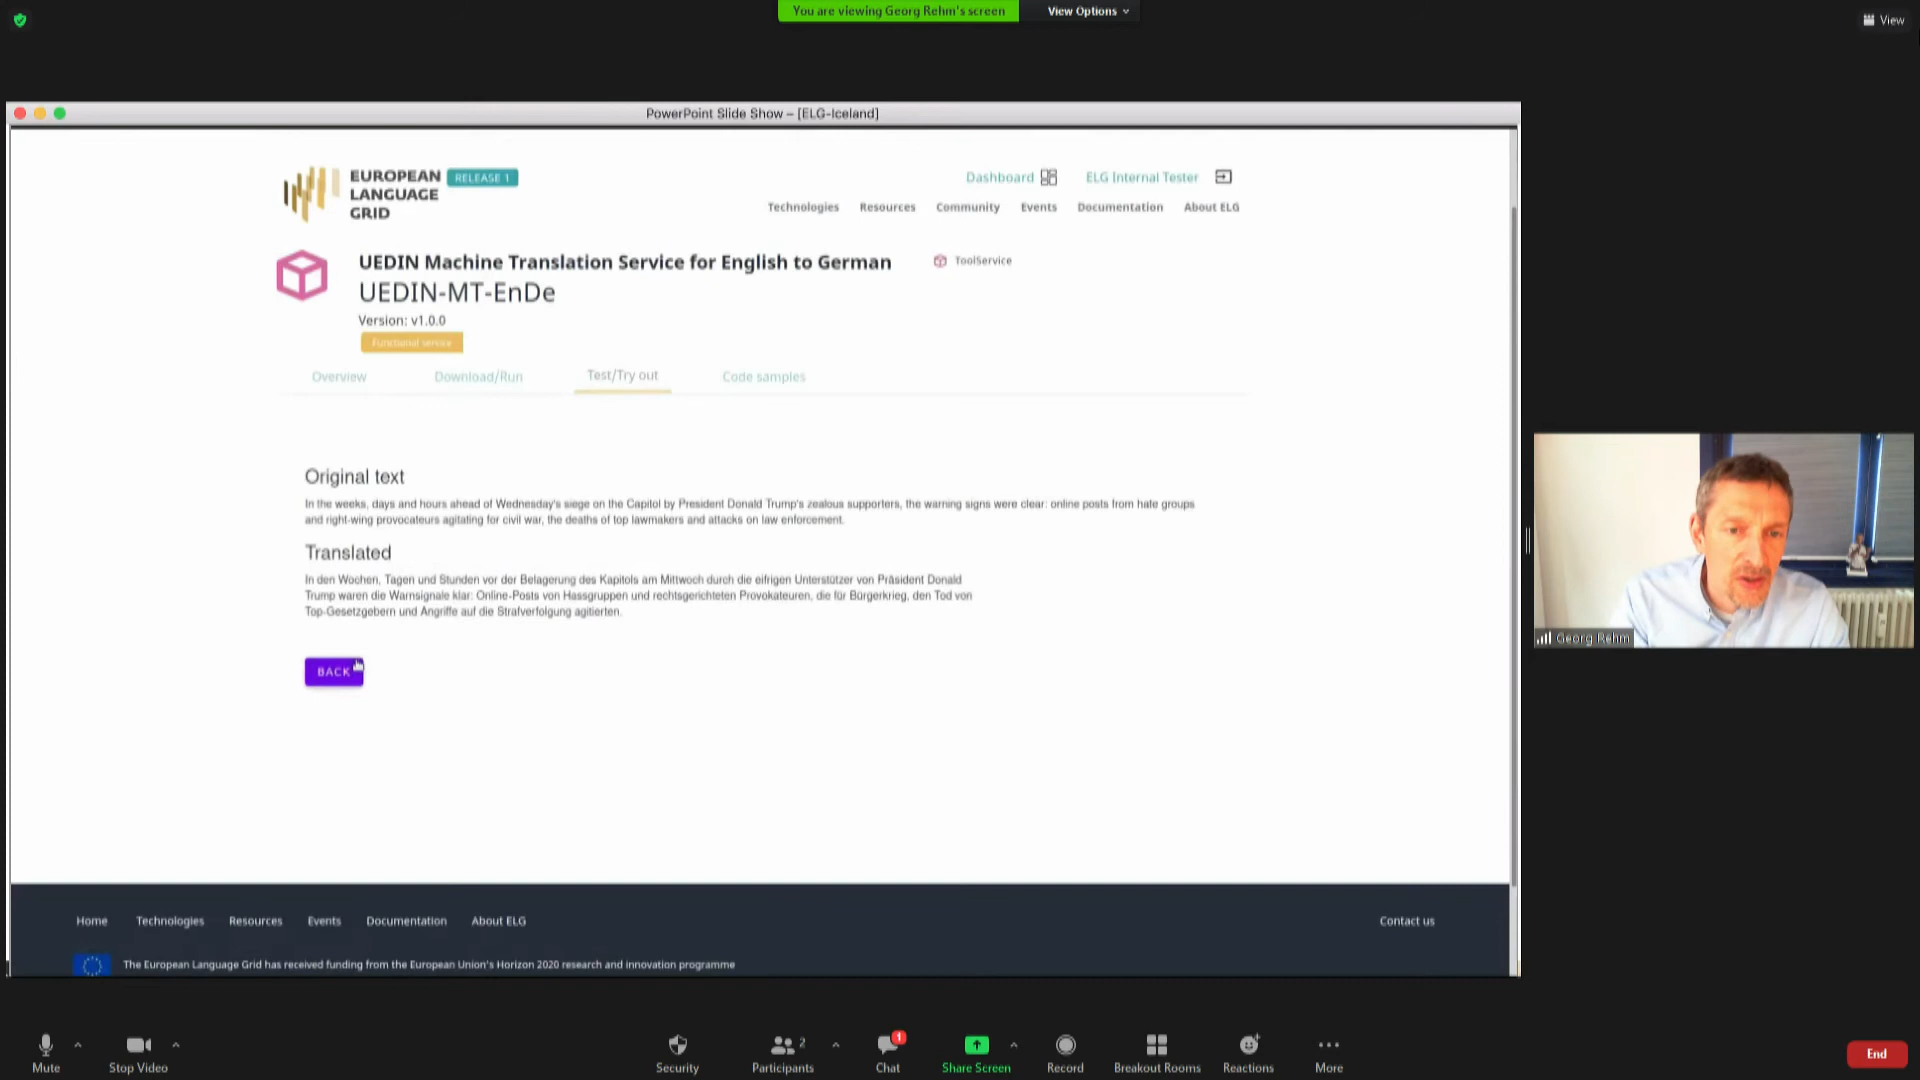 You are viewing Georg Rehm's screen
View Options
View
PowerPoint Slide Show – [ELG-Iceland]
EUROPEAN
LANGUAGE
GRID
RELEASE 1
Dashboard
ELG Internal Tester
Technologies Resources Community Events Documentation About ELG
UEDIN Machine Translation Service for English to German
ToolService
UEDIN-MT-EnDe
Version: v1.0.0
Functional service
Overview Download/Run Test/Try out Code samples
Original text
In the weeks, days and hours ahead of Wednesday's siege on the Capitol by President Donald Trump's zealous supporters, the warning signs were clear: online posts from hate groups
and right-wing provocateurs agitating for civil war, the deaths of top lawmakers and attacks on law enforcement.
Translated
In den Wochen, Tagen und Stunden vor der Belagerung des Kapitols am Mittwoch durch die eifrigen Unterstützer von Präsident Donald
Trump waren die Warnsignale klar: Online-Posts von Hassgruppen und rechtsgerichteten Provokateuren, die für Bürgerkrieg, den Tod von
Top-Gesetzgebern und Angriffe auf die Strafverfolgung agitierten.
BACK
Georg Rehm
Home Technologies Resources Events Documentation About ELG Contact us
The European Language Grid has received funding from the European Union's Horizon 2020 research and innovation programme
Mute Stop Video Security Participants 2 Chat 1 Share Screen Record Breakout Rooms Reactions More End